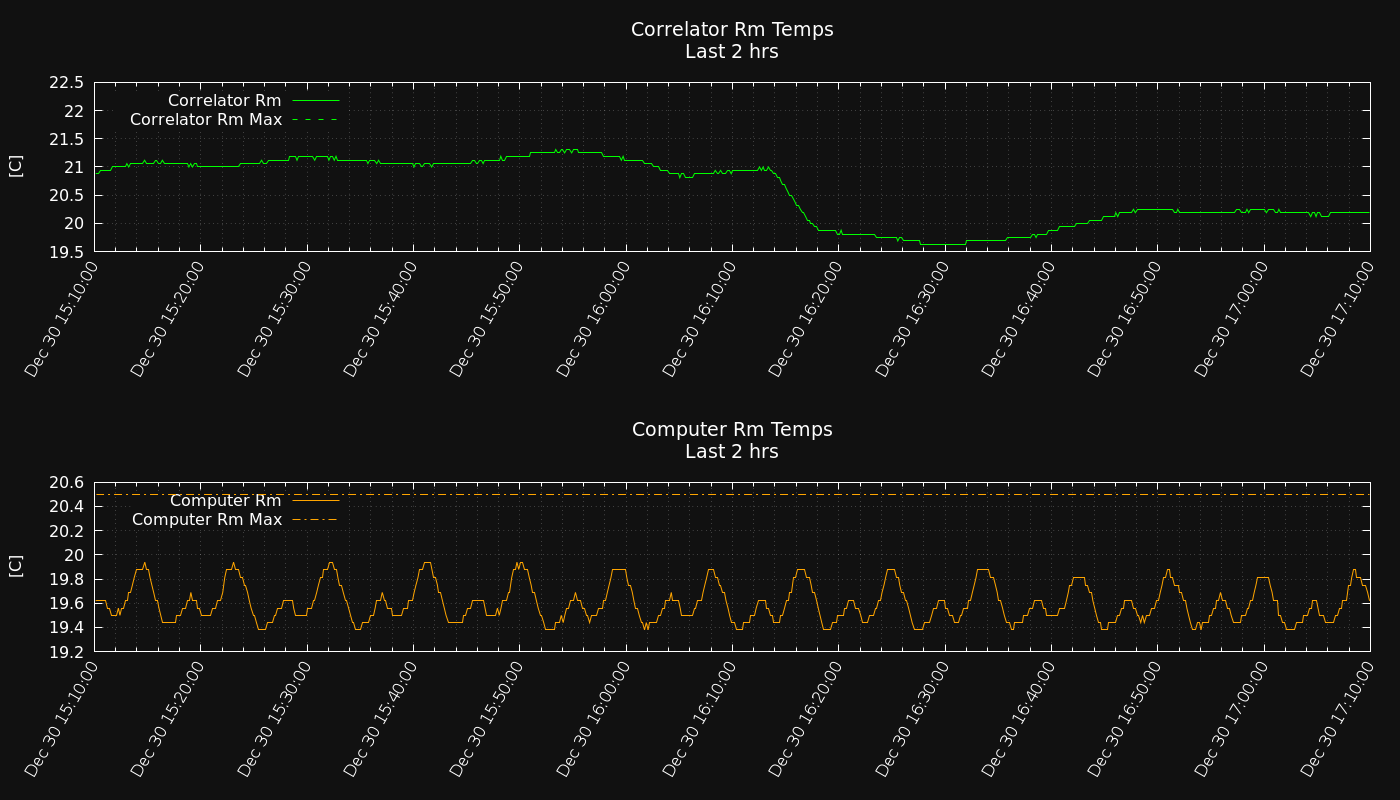 Correlator Rm Temps
Last 2 hrs
22.5
22
21.5
21
20.5
20
19.5
[C]
Correlator Rm
Correlator Rm Max
Dec 30 15:10:00
Dec 30 15:20:00
Dec 30 15:30:00
Dec 30 15:40:00
Dec 30 15:50:00
Dec 30 16:00:00
Dec 30 16:10:00
Dec 30 16:20:00
Dec 30 16:30:00
Dec 30 16:40:00
Dec 30 16:50:00
Dec 30 17:00:00
Dec 30 17:10:00
Computer Rm Temps
Last 2 hrs
20.6
20.4
20.2
20
19.8
19.6
19.4
19.2
[C]
Computer Rm
Computer Rm Max
Dec 30 15:10:00
Dec 30 15:20:00
Dec 30 15:30:00
Dec 30 15:40:00
Dec 30 15:50:00
Dec 30 16:00:00
Dec 30 16:10:00
Dec 30 16:20:00
Dec 30 16:30:00
Dec 30 16:40:00
Dec 30 16:50:00
Dec 30 17:00:00
Dec 30 17:10:00